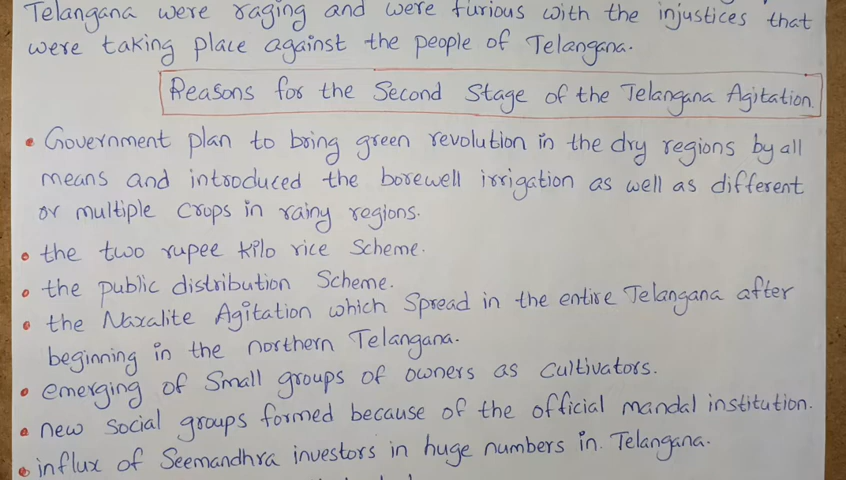 Telangana were raging and were furious with the injustices that
were taking place against the people of Telangana.
Reasons for the Second Stage of the Telangana Agitation.
• Government plan to bring green revolution in the dry regions by all
means and introduced the borewell irrigation as well as different
or multiple crops in rainy regions.
• the two rupee kilo rice Scheme.
• the public distribution Scheme.
• the Naxalite Agitation which Spread in the entire Telangana after
beginning in the northern Telangana.
• emerging of Small groups of owners as cultivators.
• new social groups formed because of the official mandal institution.
• influx of Seemandhra investors in huge numbers in Telangana.